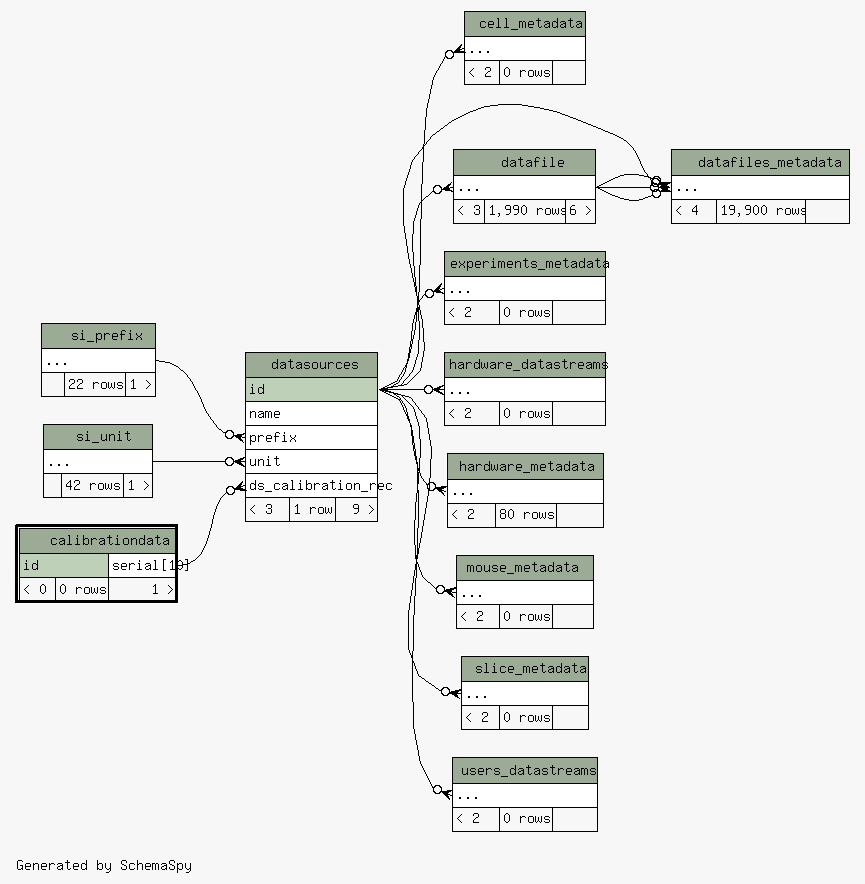 cell_metadata
...
< 2 0 rows
datafile
...
< 3 1,990 rows 6 >
datafiles_metadata
...
< 4 19,900 rows
experiments_metadata
...
< 2 0 rows
si_prefix
...
22 rows 1 >
datasources
id
name
prefix
unit
ds_calibration_rec
< 3 1 row 9 >
hardware_datastreams
...
< 2 0 rows
si_unit
...
42 rows 1 >
hardware_metadata
...
< 2 80 rows
calibrationdata
id serial[10]
< 0 0 rows 1 >
mouse_metadata
...
< 2 0 rows
slice_metadata
...
< 2 0 rows
users_datastreams
...
< 2 0 rows
Generated by SchemaSpy